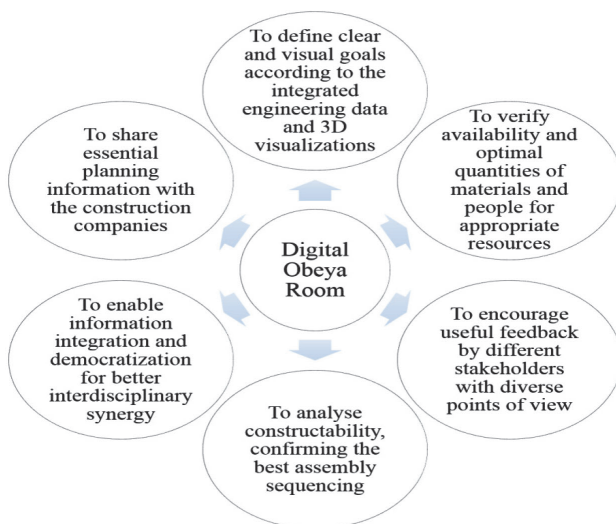 To define clear
and visual goals
according to the
integrated
engineering data
and 3D
visualizations
To share
essential
planning
information with
the construction
companies
To verify
availability and
optimal
quantities of
materials and
people for
appropriate
resources
Digital
Obeya
Room
To enable
information
integration and
democratization
for better
interdisciplinary
synergy
To encourage
useful feedback
by different
stakeholders
with diverse
points of view
To analyse
constructability,
confirming the
best assembly
sequencing